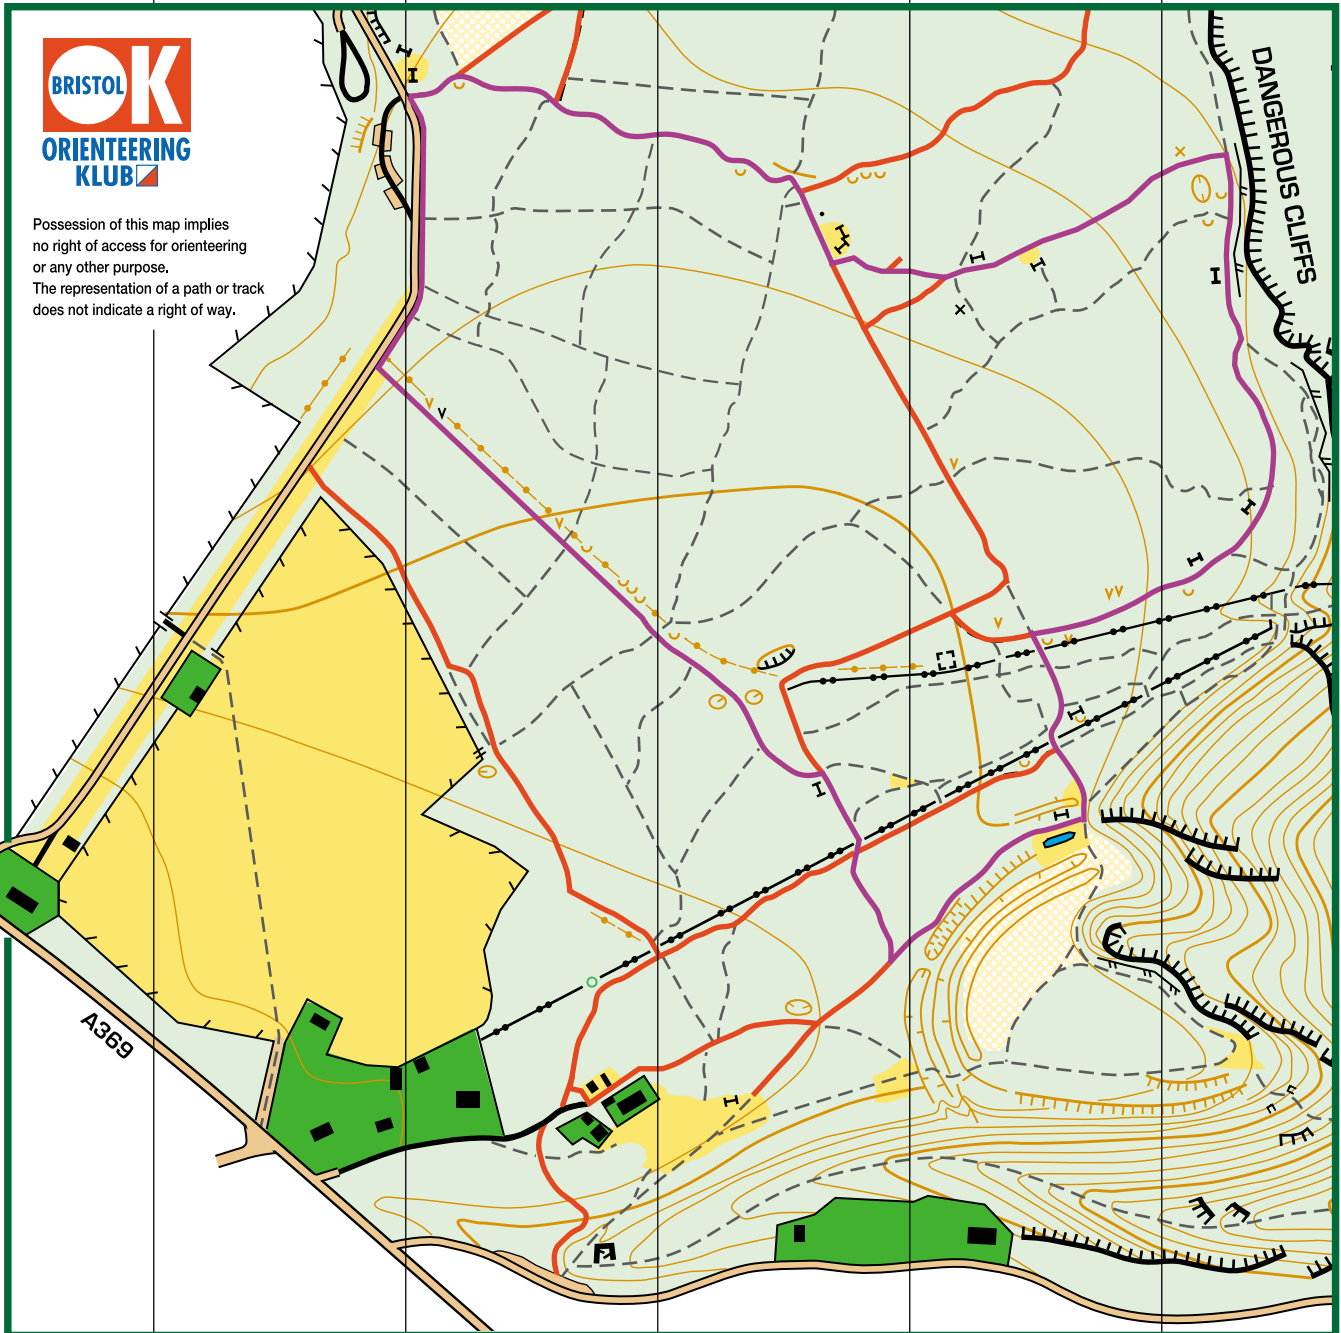 BRISTOL OK
ORIENTEERING
KLUB
Possession of this map implies
no right of access for orienteering
or any other purpose.
The representation of a path or track
does not indicate a right of way.
DANGEROUS CLIFFS
A369